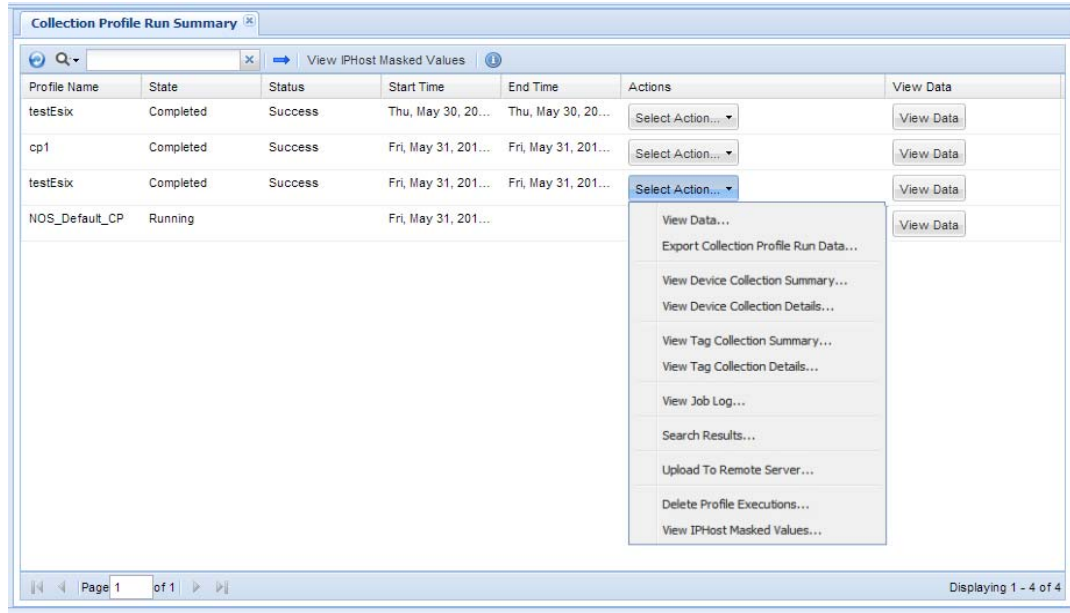 Collection Profile Run Summary
View IPHost Masked Values
Profile Name State Status Start Time End Time Actions View Data
testEsix Completed Success Thu, May 30, 20... Thu, May 30, 20... Select Action... View Data
cp1 Completed Success Fri, May 31, 201... Fri, May 31, 201... Select Action... View Data
testEsix Completed Success Fri, May 31, 201... Fri, May 31, 201... Select Action... View Data
NOS_Default_CP Running Fri, May 31, 201... View Data
View Data...
Export Collection Profile Run Data...
View Device Collection Summary...
View Device Collection Details...
View Tag Collection Summary...
View Tag Collection Details...
View Job Log...
Search Results...
Upload To Remote Server...
Delete Profile Executions...
View IPHost Masked Values...
Page 1 of 1 Displaying 1 - 4 of 4